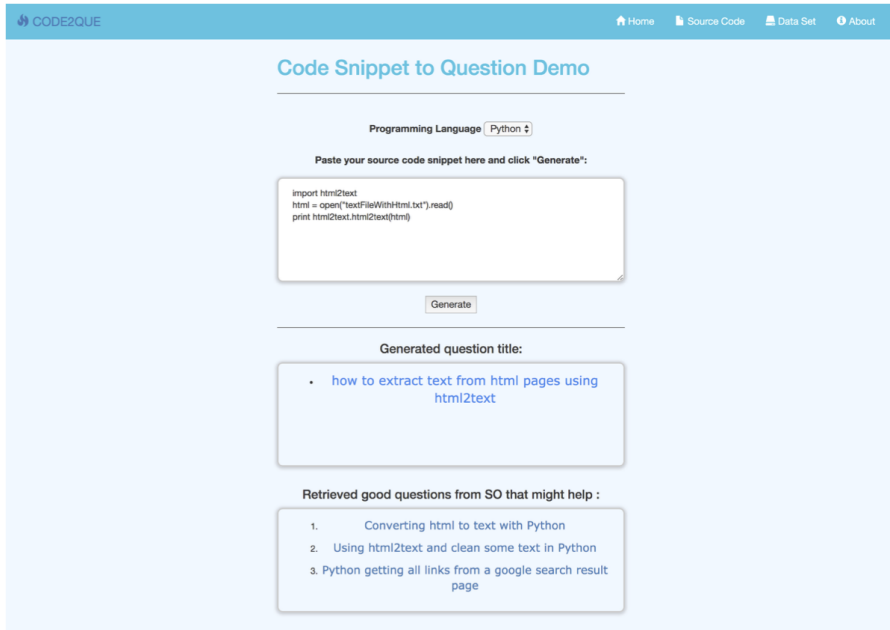 CODE2QUE
Home Source Code Data Set About
Code Snippet to Question Demo
Programming Language Python
Paste your source code snippet here and click "Generate":
import html2text
html = open("textFileWithHtml.txt").read()
print html2text.html2text(html)
Generate
Generated question title:
• how to extract text from html pages using
html2text
Retrieved good questions from SO that might help :
1. Converting html to text with Python
2. Using html2text and clean some text in Python
3. Python getting all links from a google search result
page